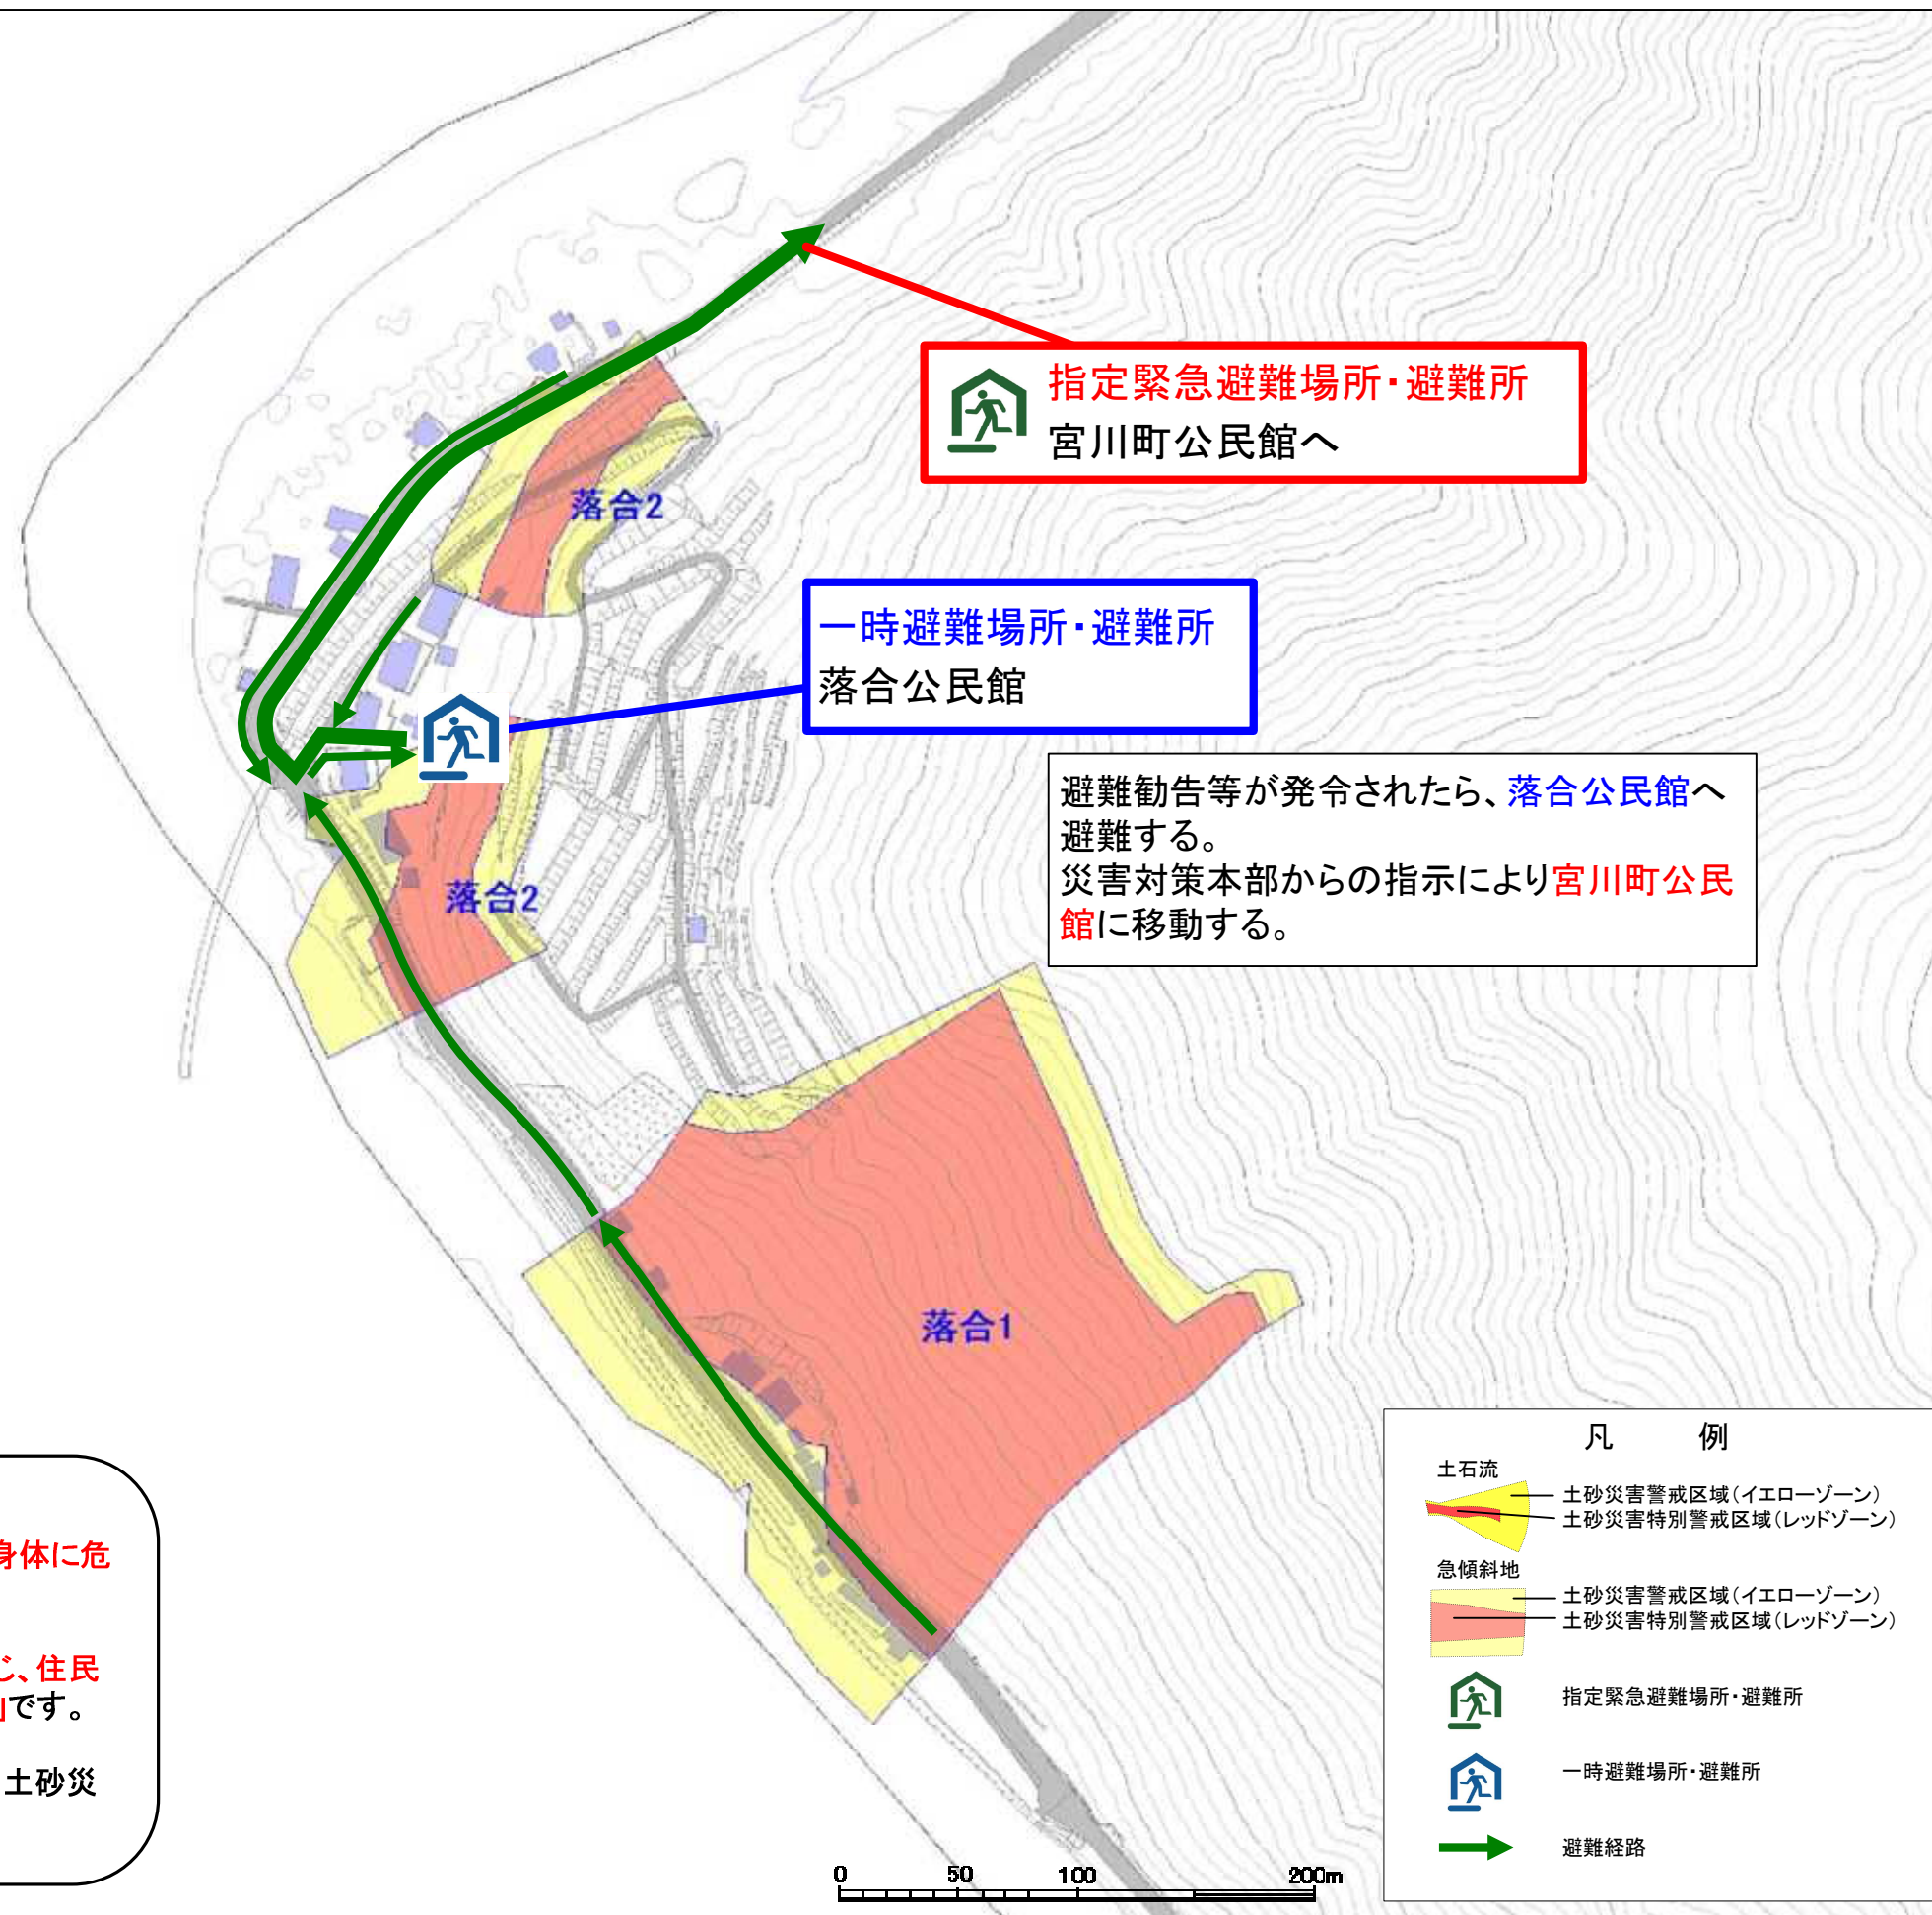 指定緊急避難場所・避難所
宮川町公民館へ
落合2
一時避難場所・避難所
落合公民館
避難勧告等が発令されたら、落合公民館へ
避難する。
災害対策本部からの指示により宮川町公民
館に移動する。
落合2
落合1
身体に危
じ、住民
」です。
土砂災
凡 例
土石流
土砂災害警戒区域(イエローゾーン)
土砂災害特別警戒区域(レッドゾーン)
急傾斜地
土砂災害警戒区域(イエローゾーン)
土砂災害特別警戒区域(レッドゾーン)
指定緊急避難場所・避難所
一時避難場所・避難所
避難経路
0 50 100 200m